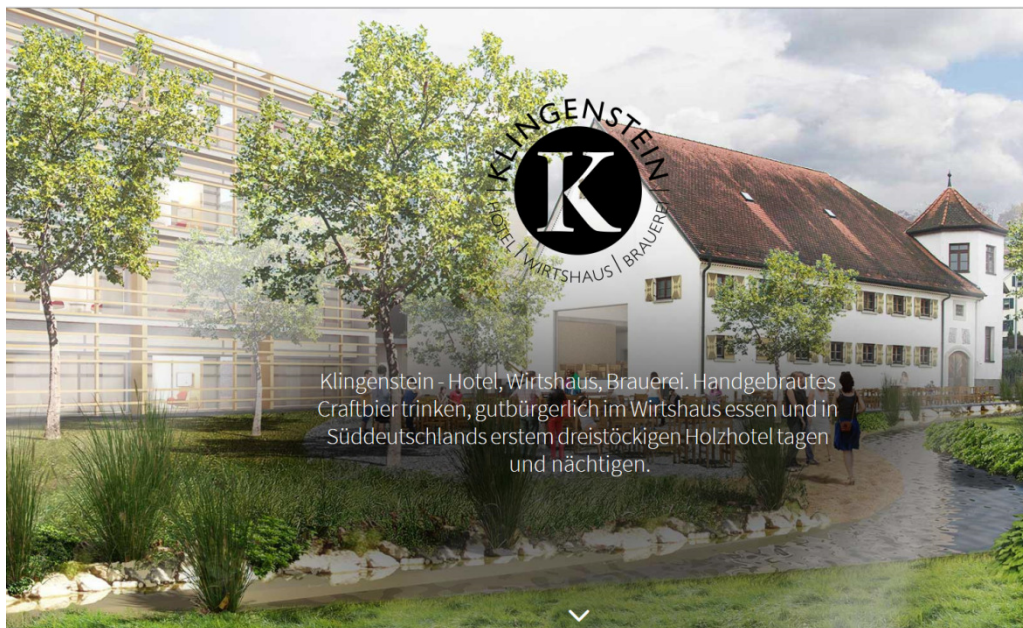 KLINGENSTEIN
K
| HOTEL | WIRTSHAUS | BRAUEREI |
Klingenstein - Hotel, Wirtshaus, Brauerei. Handgebrautes
Craftbier trinken, gutbürgerlich im Wirtshaus essen und in
Süddeutschlands erstem dreistöckigen Holzhotel tagen
und nächtigen.